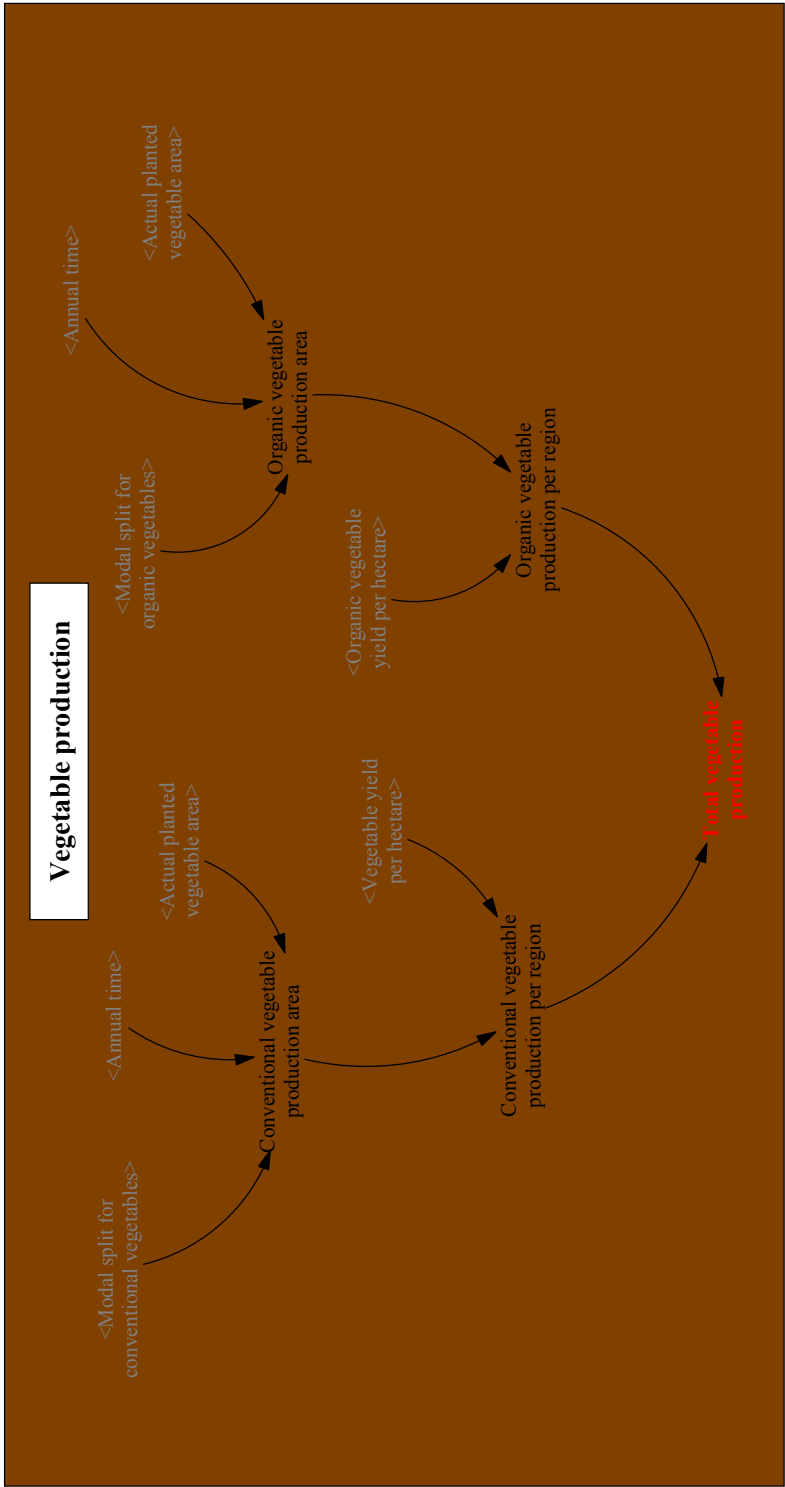 Vegetable production
<Modal split for
conventional vegetables>
<Annual time>
<Actual planted
vegetable area>
<Modal split for
organic vegetables>
<Annual time>
<Actual planted
vegetable area>
Conventional vegetable
production area
Organic vegetable
production area
<Vegetable yield
per hectare>
<Organic vegetable
yield per hectare>
Conventional vegetable
production per region
Organic vegetable
production per region
Total vegetable
production